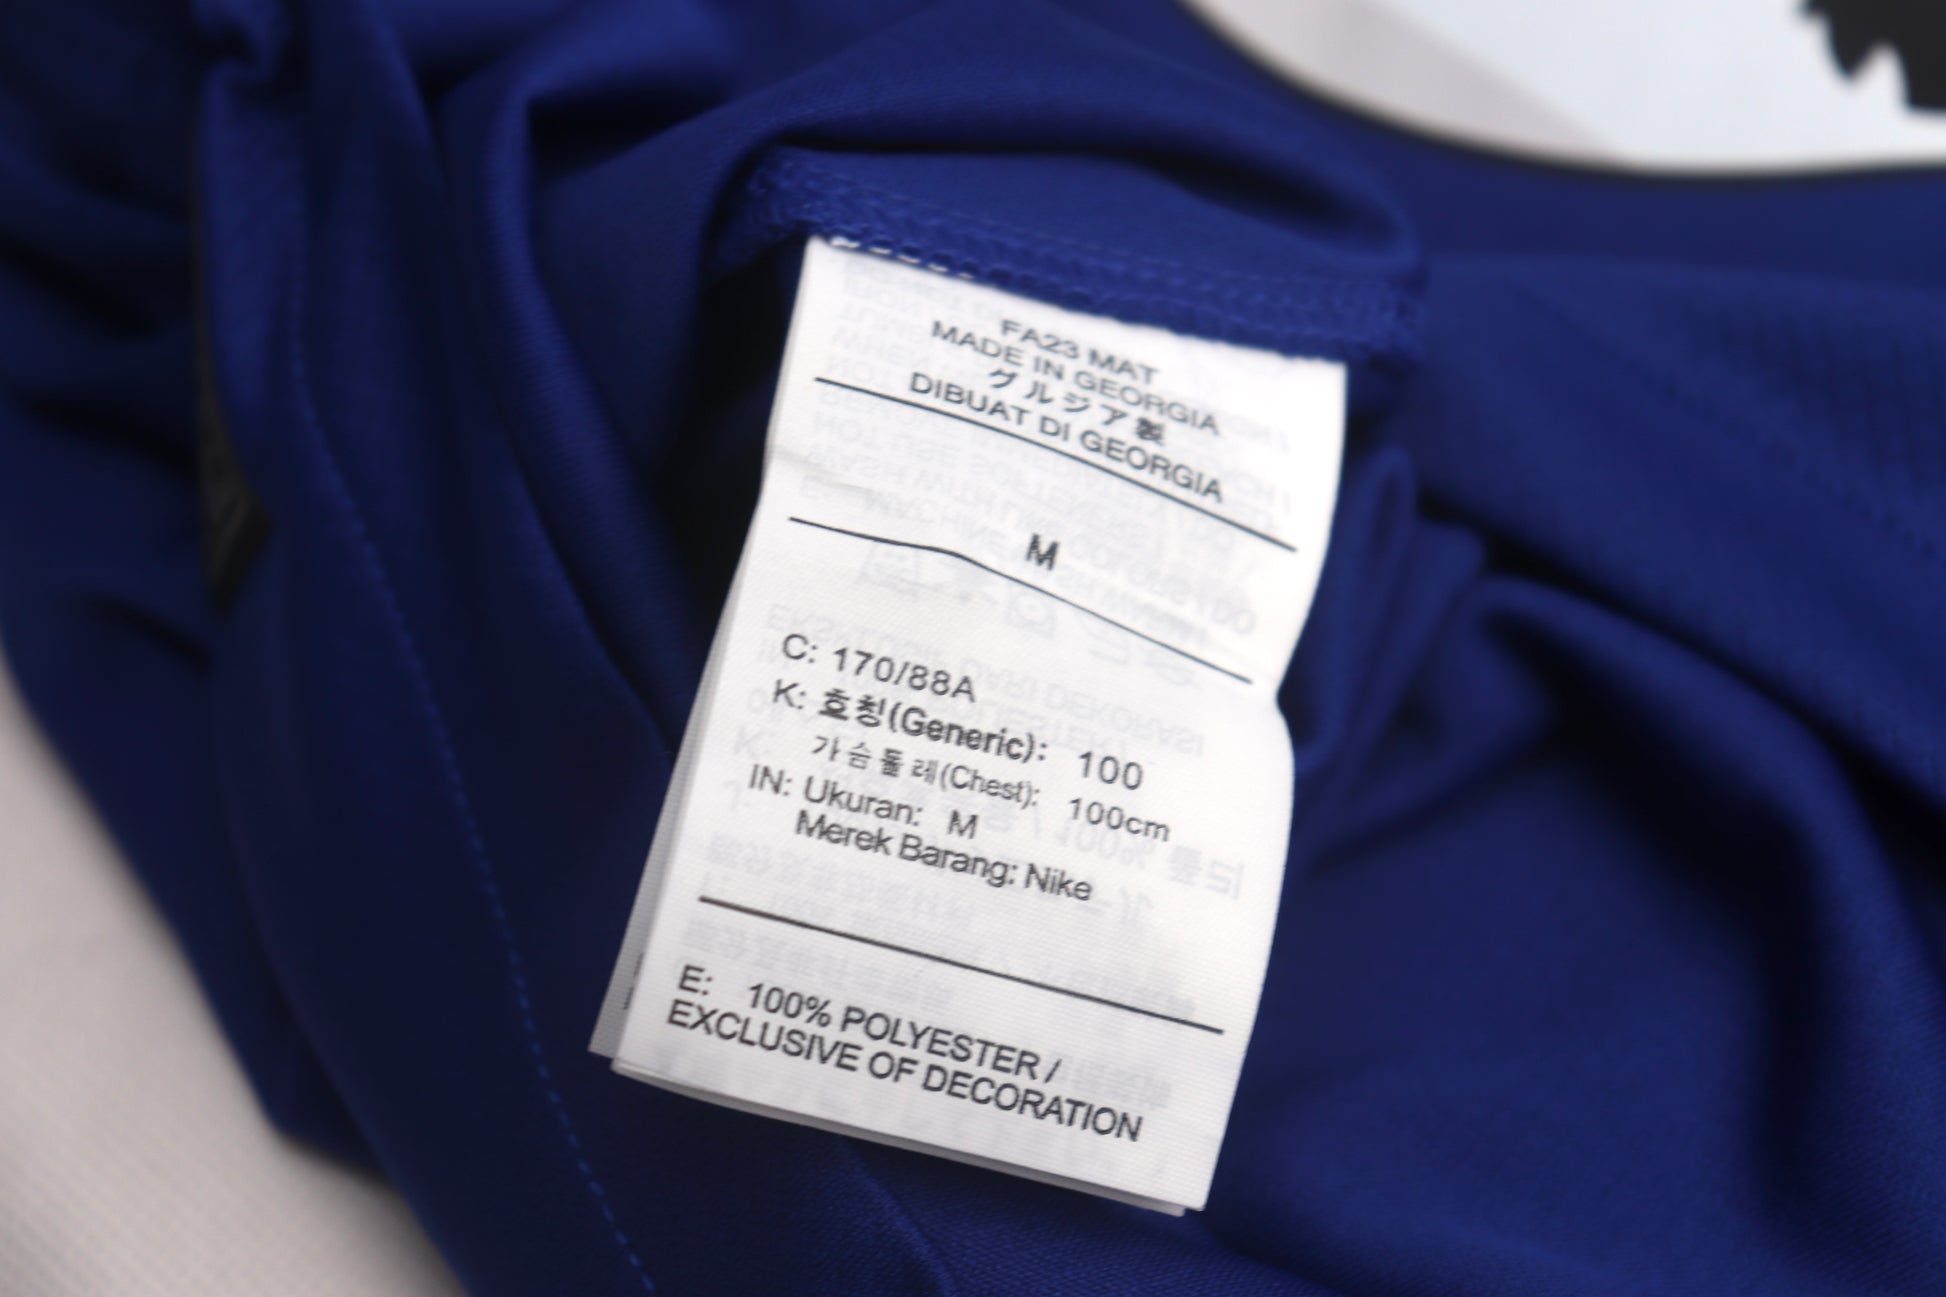 FA23 MAT
MADE IN GEORGIA
グルジア製
DIBUAT DI GEORGIA
M
C: 170/88A
K: 호칭(Generic): 100
가슴둘레(Chest): 100cm
IN: Ukuran: M
Merek Barang: Nike
E: 100% POLYESTER /
EXCLUSIVE OF DECORATION